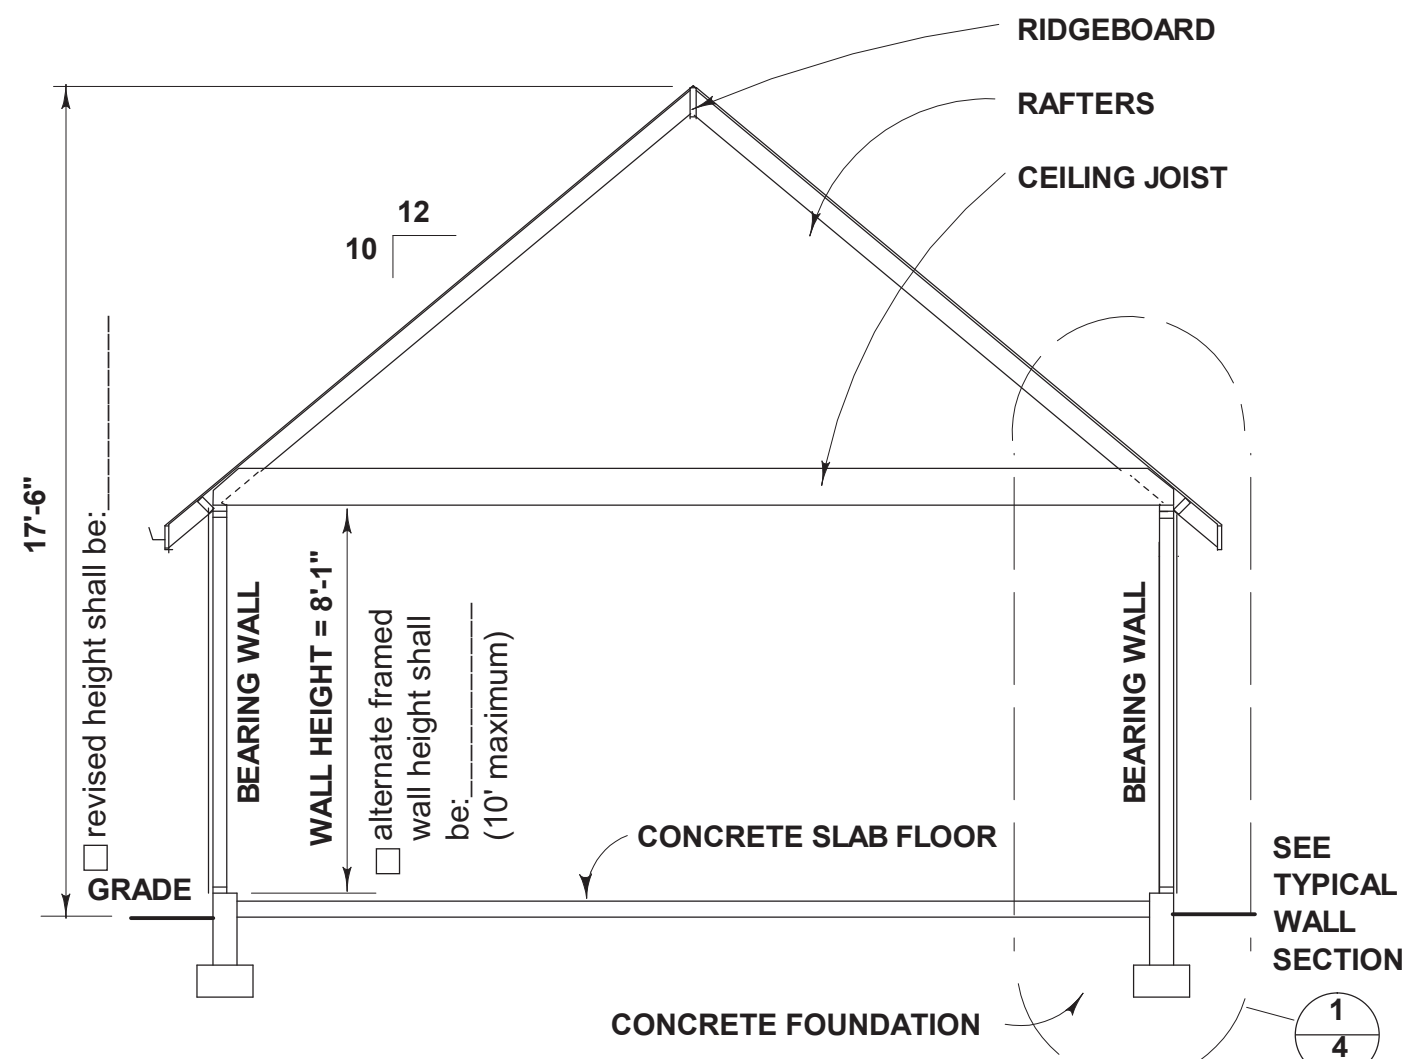 RIDGEBOARD
RAFTERS
CEILING JOIST
12
10
17'-6"
revised height shall be:
BEARING WALL
WALL HEIGHT = 8'-1"
alternate framed
wall height shall
be:
(10' maximum)
BEARING WALL
CONCRETE SLAB FLOOR
GRADE
SEE
TYPICAL
WALL
SECTION
CONCRETE FOUNDATION
1
4